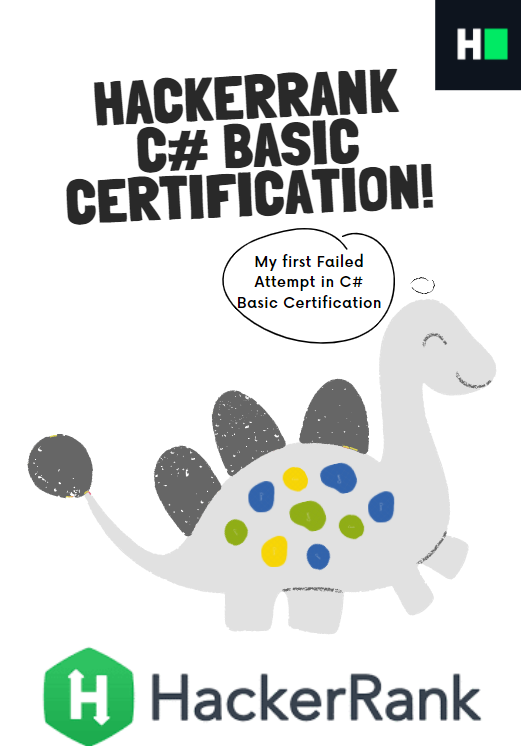 H
HACKERRANK
C# BASIC
CERTIFICATION!
My first Failed
Attempt in C#
Basic Certification
H
HackerRank